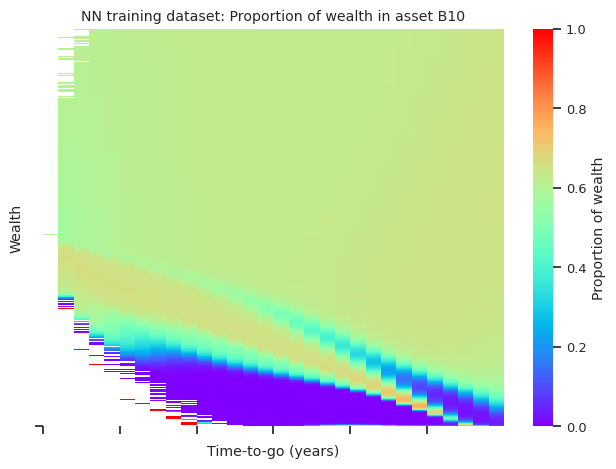 NN training dataset: Proportion of wealth in asset B10
Wealth
Time-to-go (years)
1.0
0.8
0.6
0.4
0.2
0.0
Proportion of wealth